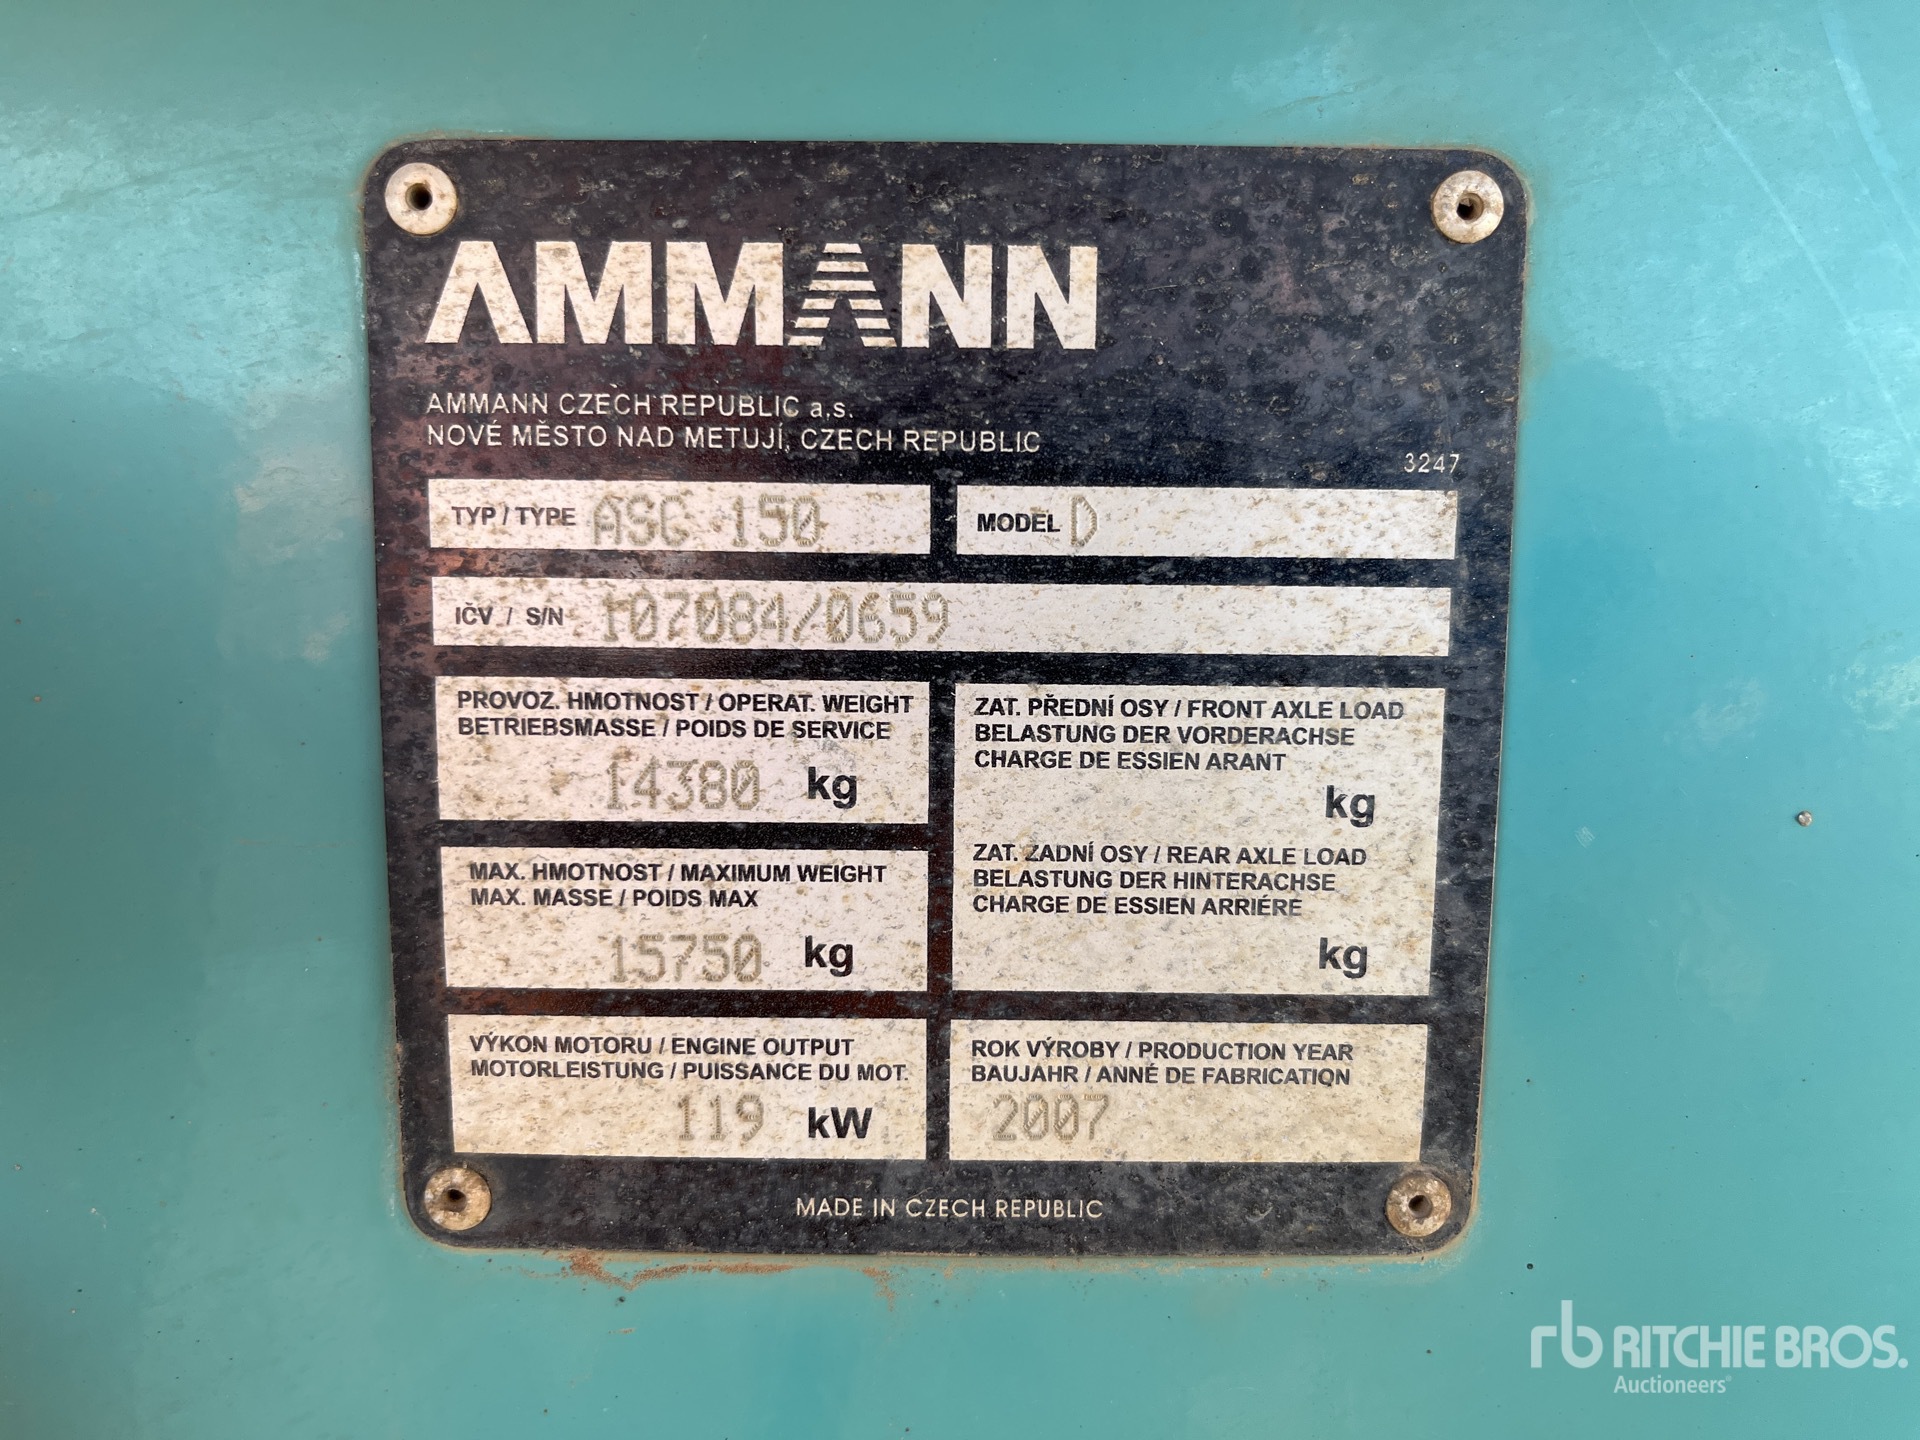 AMMANN
AMMANN CZECH REPUBLIC a.s.
NOVÉ MĚSTO NAD METUJÍ, CZECH REPUBLIC
3247
TYP / TYPE ASC 150
MODEL D
IČV / S/N 107084/0659
PROVOZ. HMOTNOST / OPERAT. WEIGHT
BETRIEBSMASSE / POIDS DE SERVICE
14380 kg
ZAT. PŘEDNÍ OSY / FRONT AXLE LOAD
BELASTUNG DER VORDERACHSE
CHARGE DE ESSIEN ARANT
kg
ZAT. ZADNÍ OSY / REAR AXLE LOAD
BELASTUNG DER HINTERACHSE
CHARGE DE ESSIEN ARRIÉRE
kg
MAX. HMOTNOST / MAXIMUM WEIGHT
MAX. MASSE / POIDS MAX
15750 kg
VÝKON MOTORU / ENGINE OUTPUT
MOTORLEISTUNG / PUISSANCE DU MOT.
119 kW
ROK VÝROBY / PRODUCTION YEAR
BAUJAHR / ANNÉ DE FABRICATION
2007
MADE IN CZECH REPUBLIC
rb RITCHIE BROS.
Auctioneers